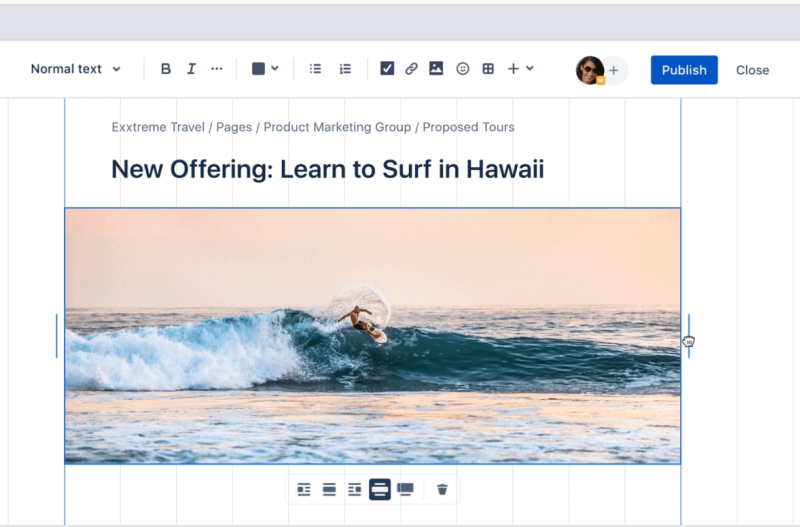 Normal text B I Publish Close
Exxtreme Travel / Pages / Product Marketing Group / Proposed Tours
New Offering: Learn to Surf in Hawaii